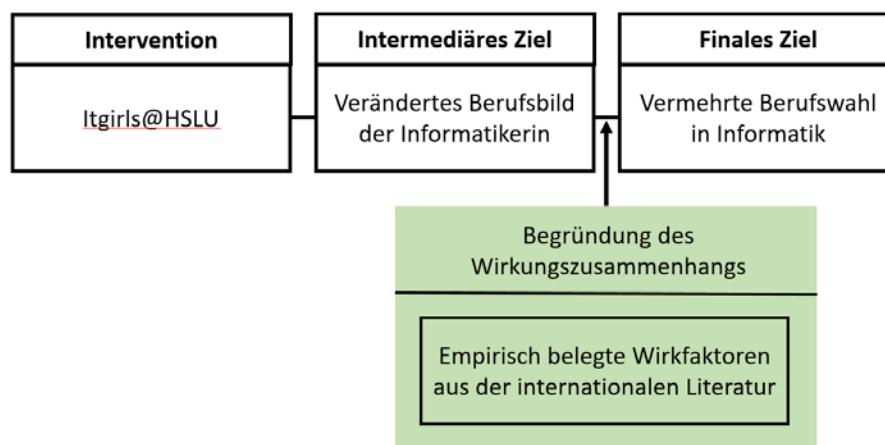 Intervention
Itgirls@HSLU
Intermediäres Ziel
Verändertes Berufsbild
der Informatikerin
Finales Ziel
Vermehrte Berufswahl
in Informatik
Begründung des
Wirkungszusammenhangs
Empirisch belegte Wirkfaktoren
aus der internationalen Literatur